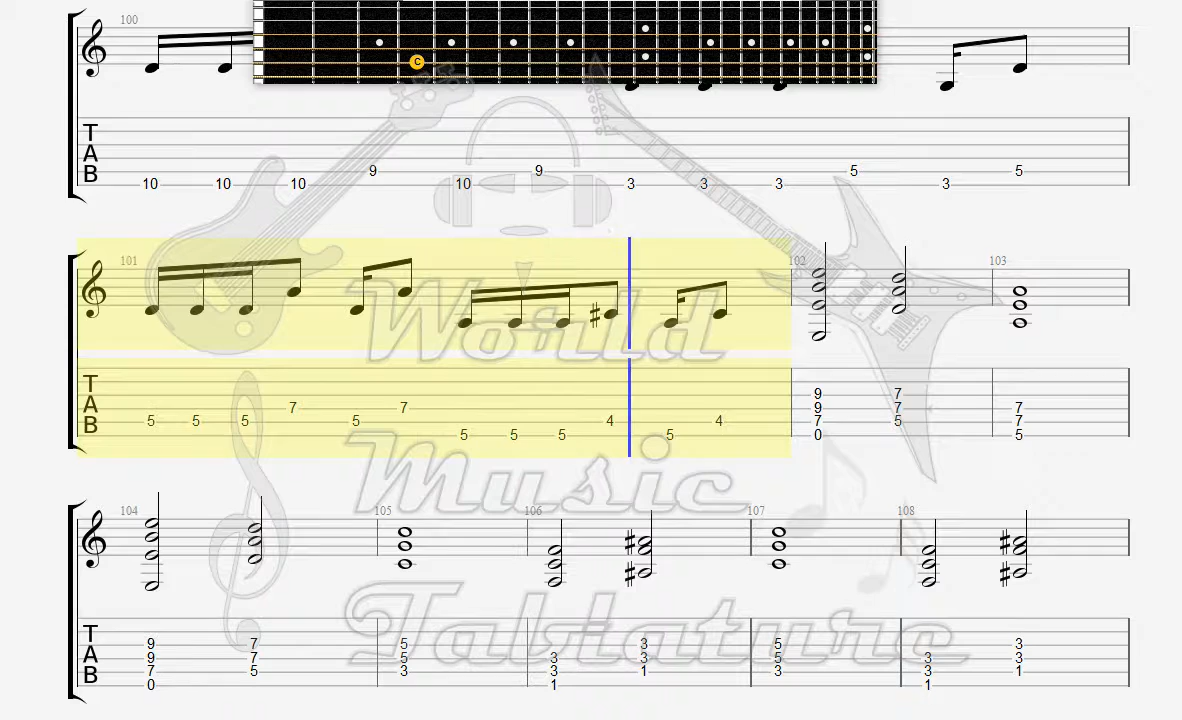 100
C
T
A
B
9 9 5 5
10 10 10 10 3 3 3 3
101 102 103
T
A
B
9 7
7 7 9 7 7
5 5 5 5 4 4 7 5 7
5 5 5 5 0 5
World
Music
Tablature
104 105 106 107 108
T
A
B
9 7 5 3 5 3
9 7 5 3 3 5 3 3
7 5 3 3 1 3 3 1
0 1 1